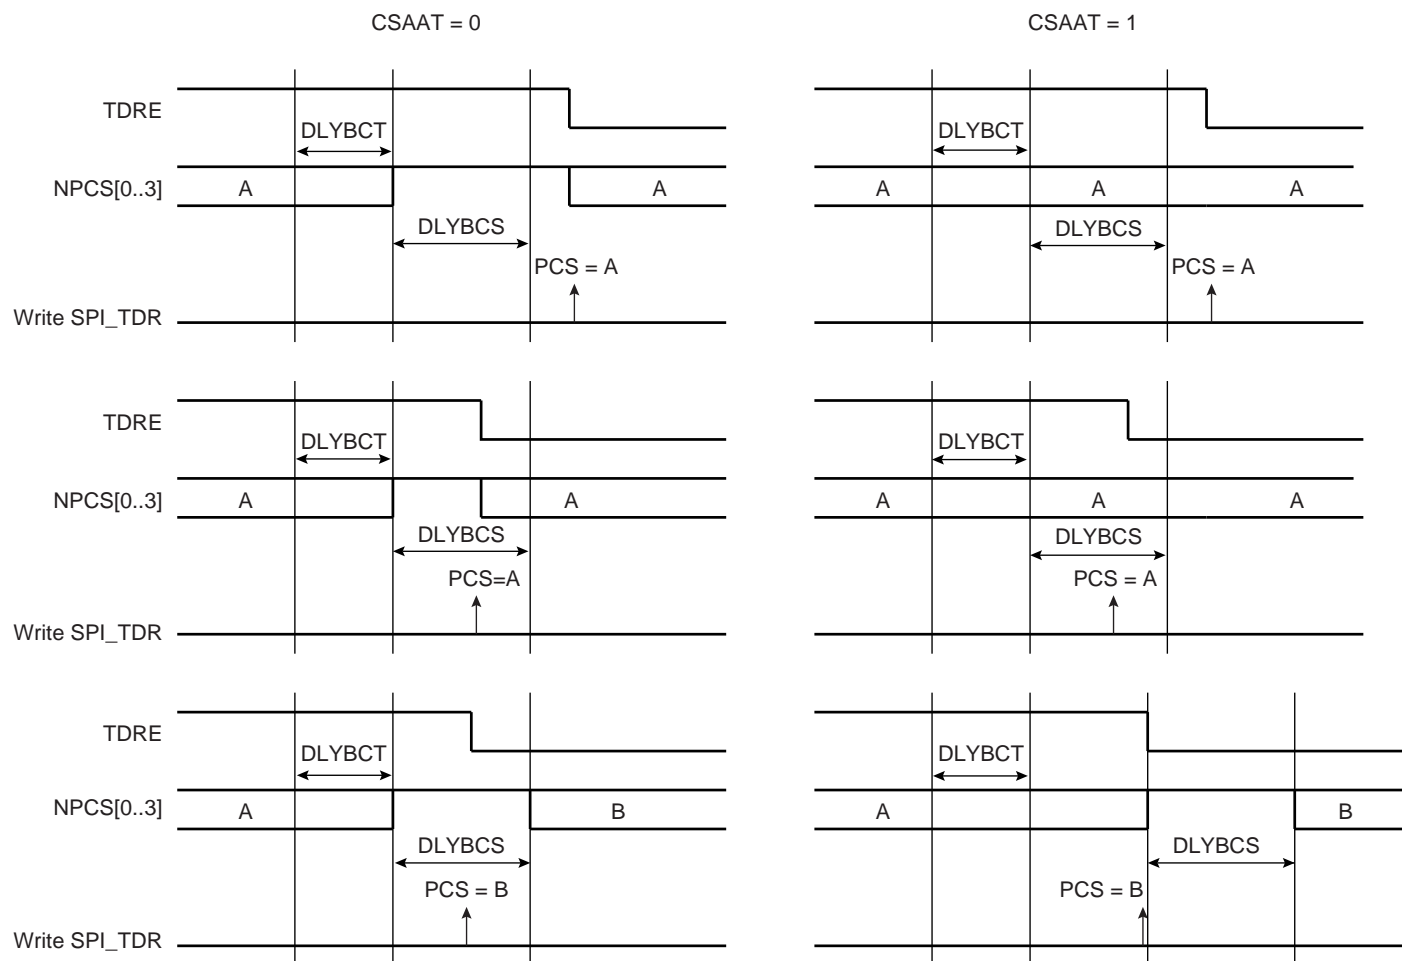 CSAAT = 0
CSAAT = 1
TDRE
DLYBCT
DLYBCT
NPCS[0..3]
A
A
A
A
A
DLYBCS
DLYBCS
PCS = A
PCS = A
Write SPI_TDR
TDRE
DLYBCT
DLYBCT
NPCS[0..3]
A
A
A
A
A
DLYBCS
DLYBCS
PCS=A
PCS = A
Write SPI_TDR
TDRE
DLYBCT
DLYBCT
NPCS[0..3]
A
B
A
B
DLYBCS
DLYBCS
PCS = B
PCS = B
Write SPI_TDR